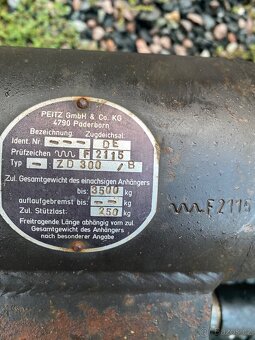 PEITZ GmbH & Co. KG
4790 Paderborn
Bezeichnung: Zugdeichsel:
Ident. Nr. --- DE
Prüfzeichen F 2115
Typ - ZD 300 /B
Zul. Gesamtgewicht des einachsigen Anhängers
bis: 3500 kg
auflaufgebremst bis: -- kg
Zul. Stützlast: 250 kg
Freitragende Länge abhängig vom zul.
Gesamtgewicht des Anhängers
nach besonderer Angabe
F2115